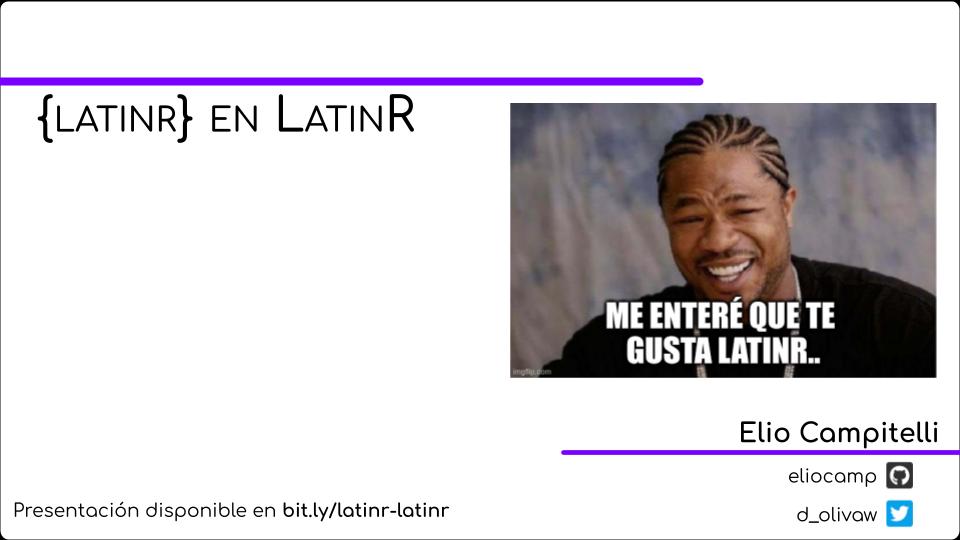 {LATINR} EN LATINR
ME ENTERÉ QUE TE
GUSTA LATINR..
imgflip.com
Elio Campitelli
eliocamp
d_olivaw
Presentación disponible en bit.ly/latinr-latinr